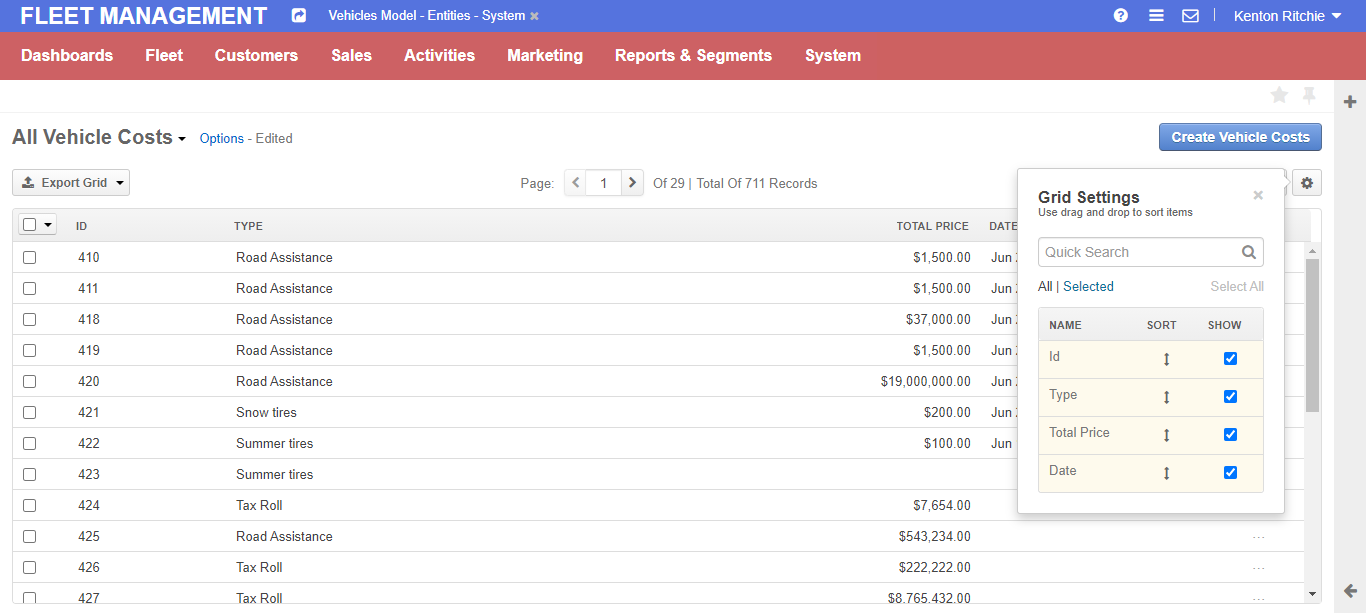 FLEET MANAGEMENT Vehicles Model - Entities - System Kenton Ritchie
Dashboards Fleet Customers Sales Activities Marketing Reports & Segments System
All Vehicle Costs Options - Edited Create Vehicle Costs
Export Grid Page: 1 Of 29 | Total Of 711 Records
ID TYPE TOTAL PRICE DATE
410 Road Assistance $1,500.00 Jun
411 Road Assistance $1,500.00 Jun
418 Road Assistance $37,000.00 Jun
419 Road Assistance $1,500.00 Jun
420 Road Assistance $19,000,000.00 Jun
421 Snow tires $200.00 Jun
422 Summer tires $100.00 Jun
423 Summer tires
424 Tax Roll $7,654.00
425 Road Assistance $543,234.00 ...
426 Tax Roll $222,222.00 ...
427 Tax Roll $8,765,432.00 ...
Grid Settings
Use drag and drop to sort items
Quick Search
All | Selected Select All
NAME SORT SHOW
Id
Type
Total Price
Date